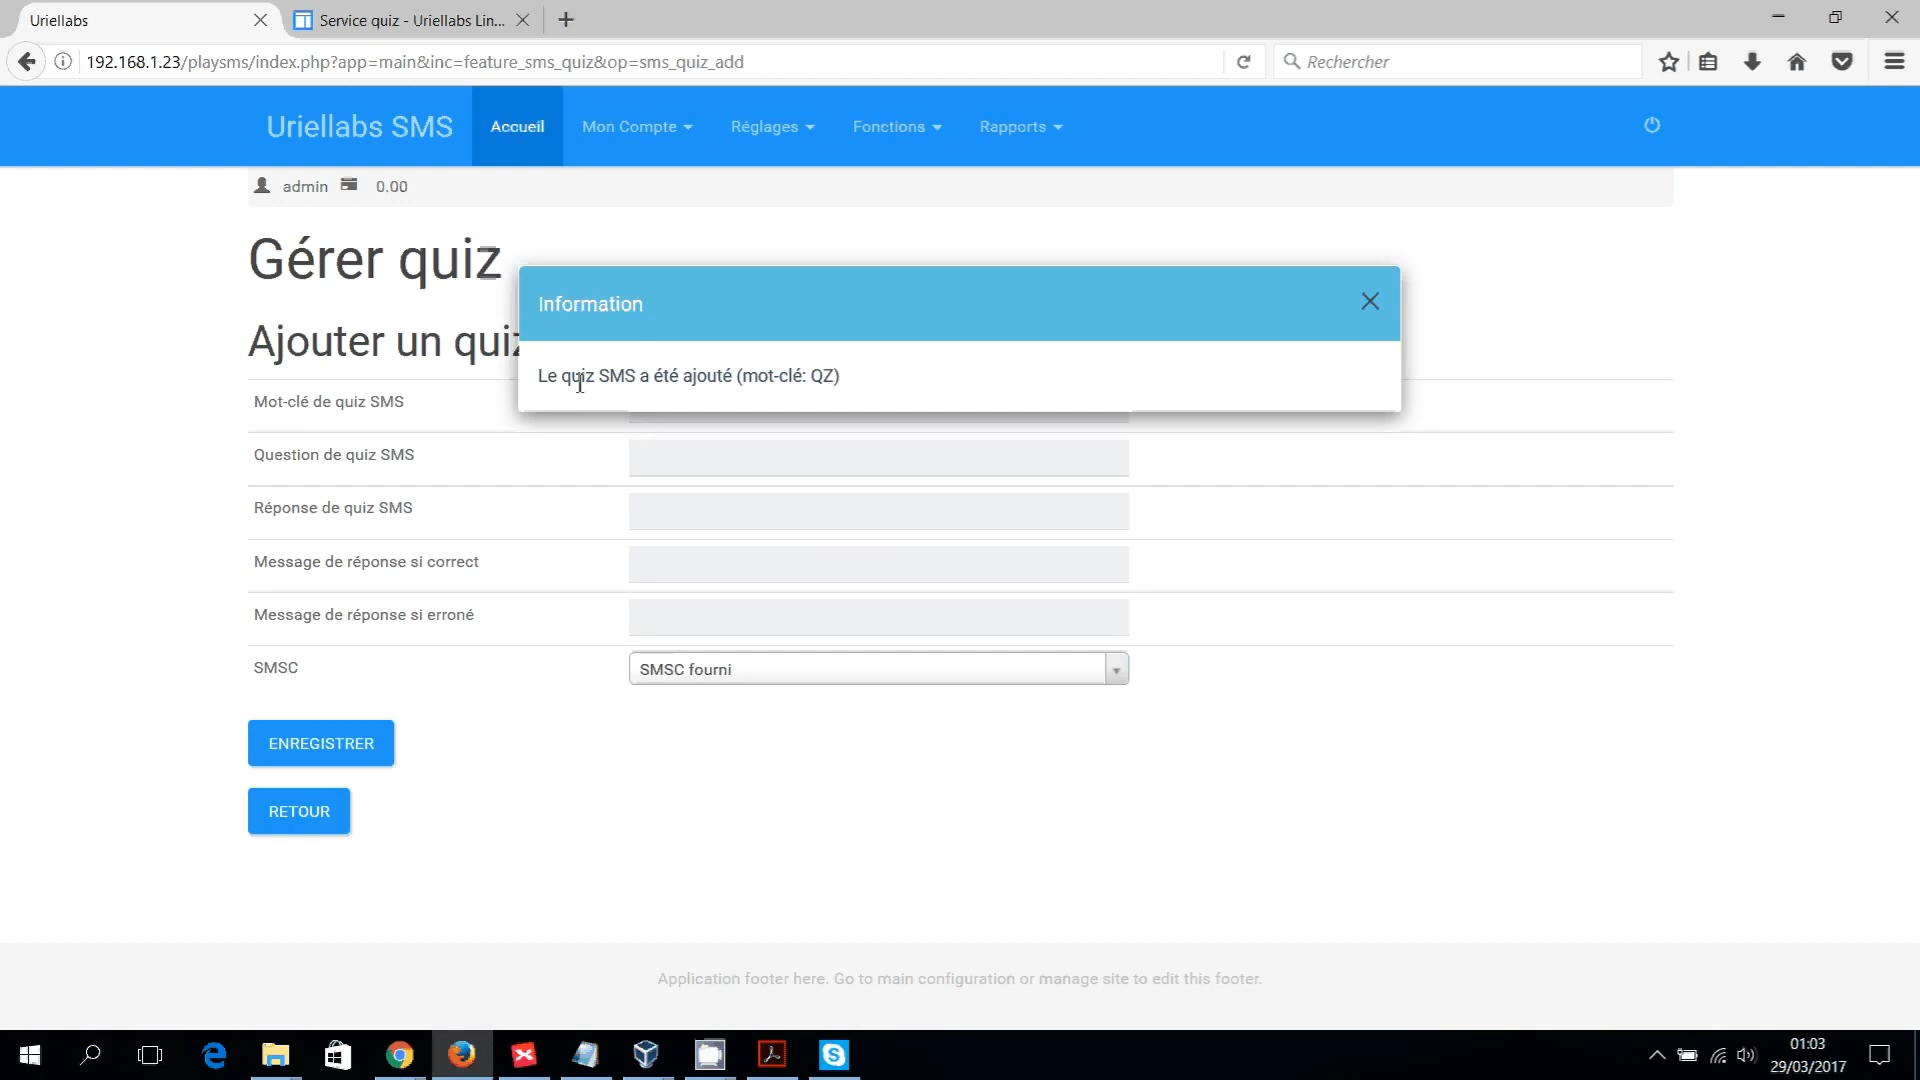 Uriellabs
Service quiz - Uriellabs Lin...
192.168.1.23/playsms/index.php?app=main&inc=feature_sms_quiz&op=sms_quiz_add
Rechercher
Uriellabs SMS
Accueil
Mon Compte
Réglages
Fonctions
Rapports
admin
0.00
Gérer quiz
Information
Ajouter un quiz
Le quiz SMS a été ajouté (mot-clé: QZ)
Mot-clé de quiz SMS
Question de quiz SMS
Réponse de quiz SMS
Message de réponse si correct
Message de réponse si erroné
SMSC
SMSC fourni
ENREGISTRER
RETOUR
Application footer here. Go to main configuration or manage site to edit this footer.
01:03
29/03/2017